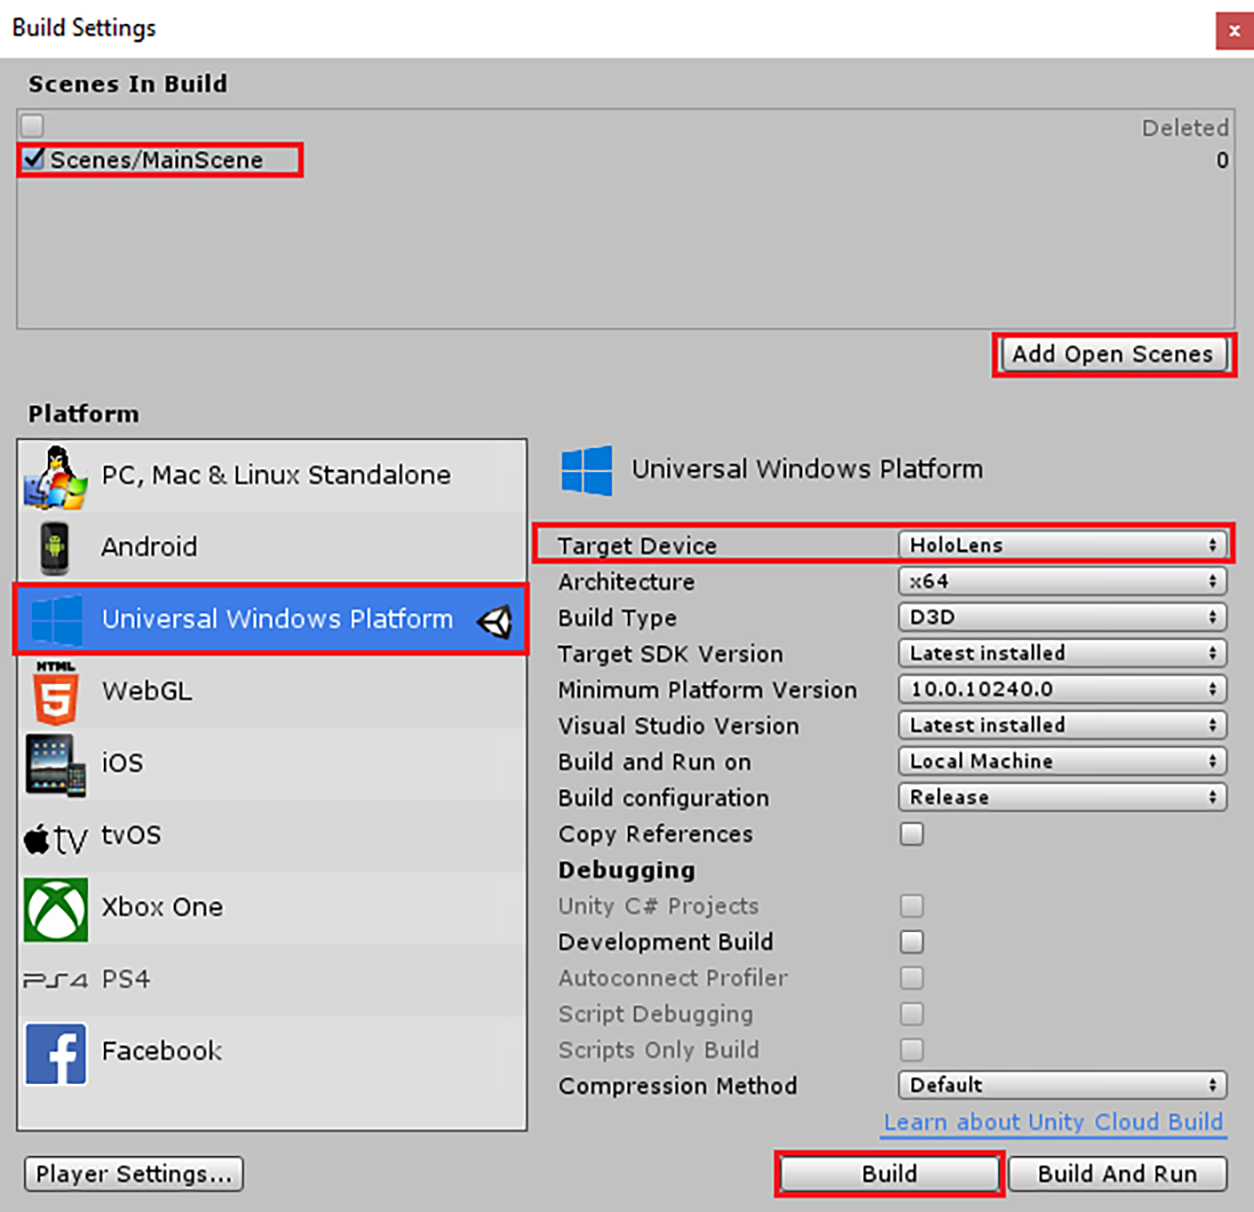 Build Settings
x
Scenes In Build
Deleted
Scenes/MainScene 0
Add Open Scenes
Platform
PC, Mac & Linux Standalone
Android
Universal Windows Platform
HTML
5
WebGL
iOS
tv tvOS
Xbox One
PS4 PS4
f Facebook
Universal Windows Platform
Target Device HoloLens
Architecture x64
Build Type D3D
Target SDK Version Latest installed
Minimum Platform Version 10.0.10240.0
Visual Studio Version Latest installed
Build and Run on Local Machine
Build configuration Release
Copy References
Debugging
Unity C# Projects
Development Build
Autoconnect Profiler
Script Debugging
Scripts Only Build
Compression Method Default
Learn about Unity Cloud Build
Player Settings... Build Build And Run